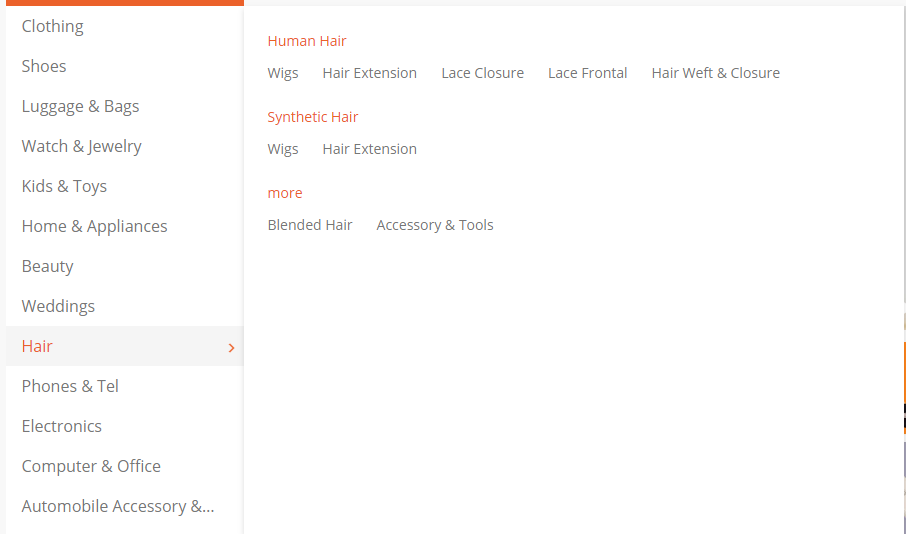 Clothing
Shoes
Luggage & Bags
Watch & Jewelry
Kids & Toys
Home & Appliances
Beauty
Weddings
Hair
Phones & Tel
Electronics
Computer & Office
Automobile Accessory &...
Human Hair
Wigs Hair Extension Lace Closure Lace Frontal Hair Weft & Closure
Synthetic Hair
Wigs Hair Extension
more
Blended Hair Accessory & Tools